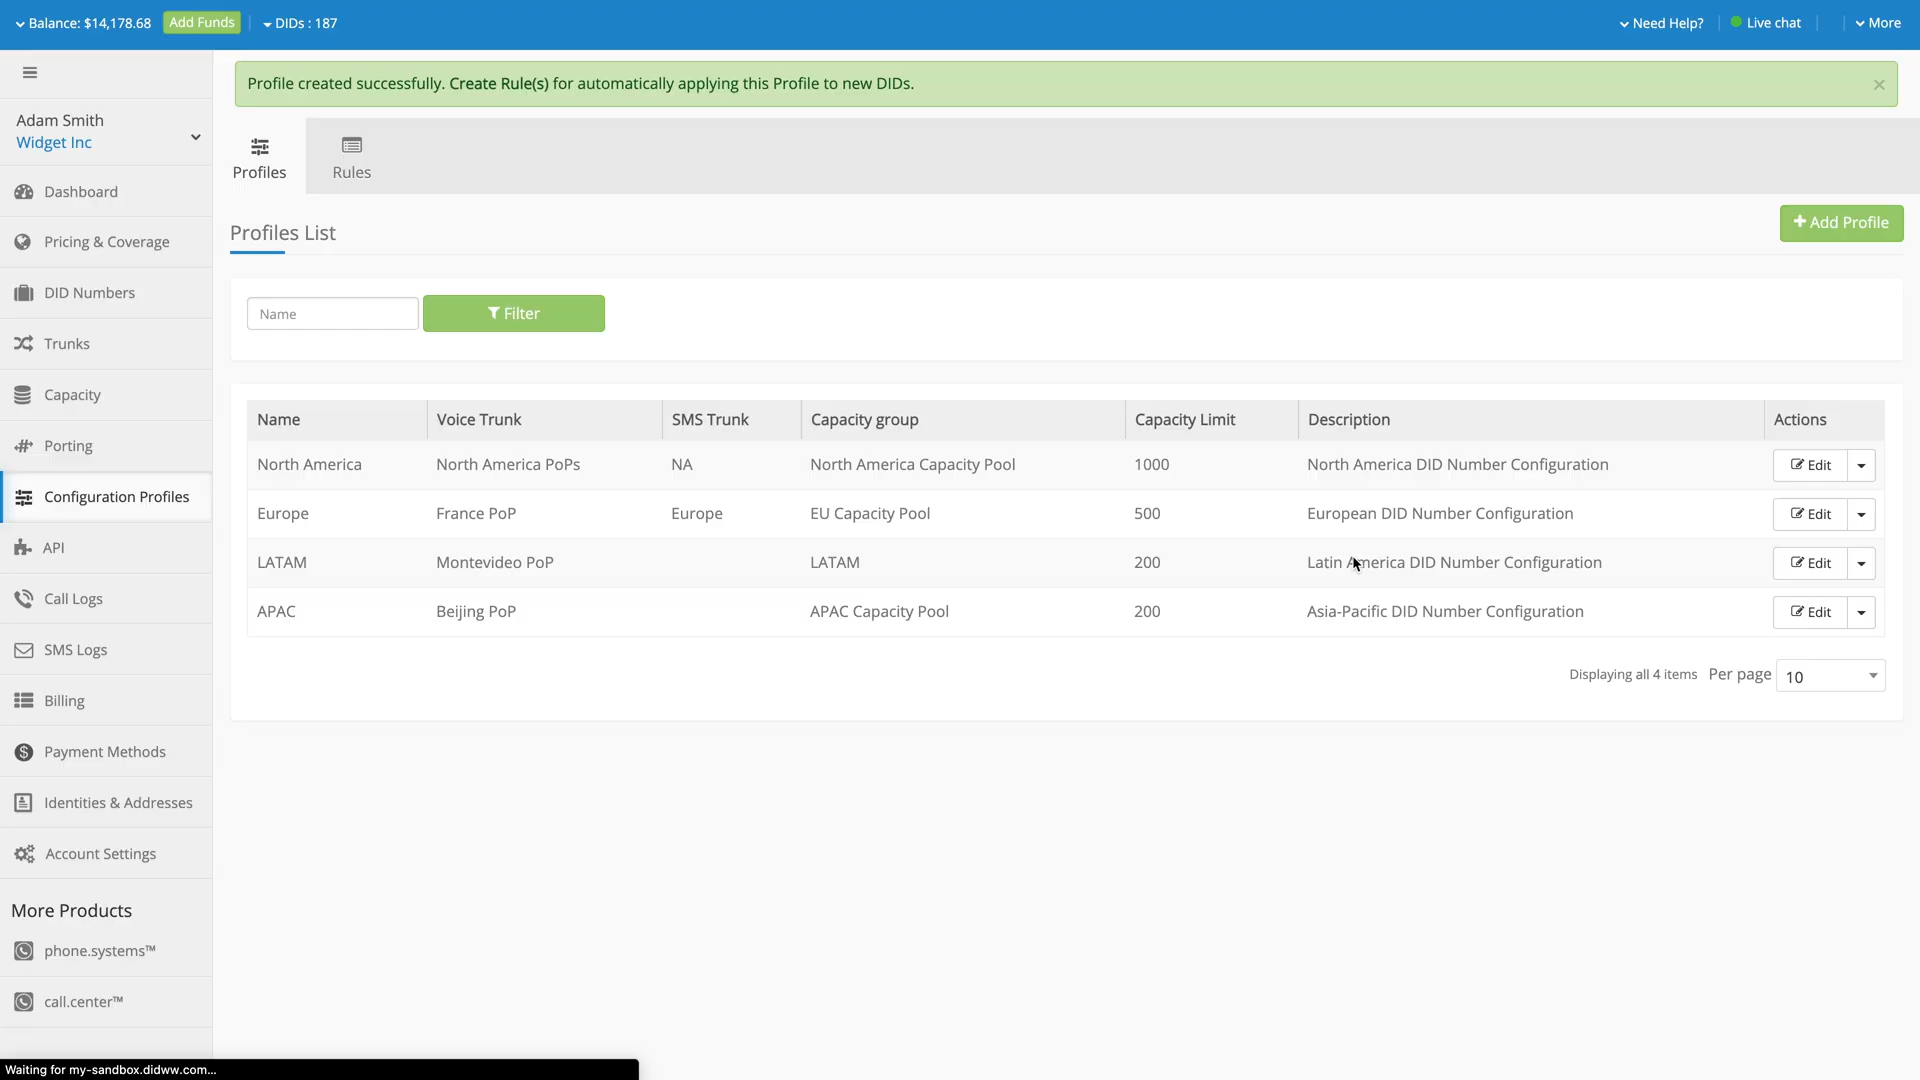 Balance: $14,178.68 Add Funds DIDs : 187 Need Help? Live chat More
Profile created successfully. Create Rule(s) for automatically applying this Profile to new DIDs. ×
Adam Smith
Widget Inc
Dashboard
Pricing & Coverage
DID Numbers
Trunks
Capacity
Porting
Configuration Profiles
API
Call Logs
SMS Logs
Billing
Payment Methods
Identities & Addresses
Account Settings
More Products
phone.systems™
call.center™
Profiles Rules
Profiles List
+ Add Profile
Name Filter
Name Voice Trunk SMS Trunk Capacity group Capacity Limit Description Actions
North America North America PoPs NA North America Capacity Pool 1000 North America DID Number Configuration Edit
Europe France PoP Europe EU Capacity Pool 500 European DID Number Configuration Edit
LATAM Montevideo PoP LATAM 200 Latin America DID Number Configuration Edit
APAC Beijing PoP APAC Capacity Pool 200 Asia-Pacific DID Number Configuration Edit
Displaying all 4 items Per page 10
Waiting for my-sandbox.didww.com...